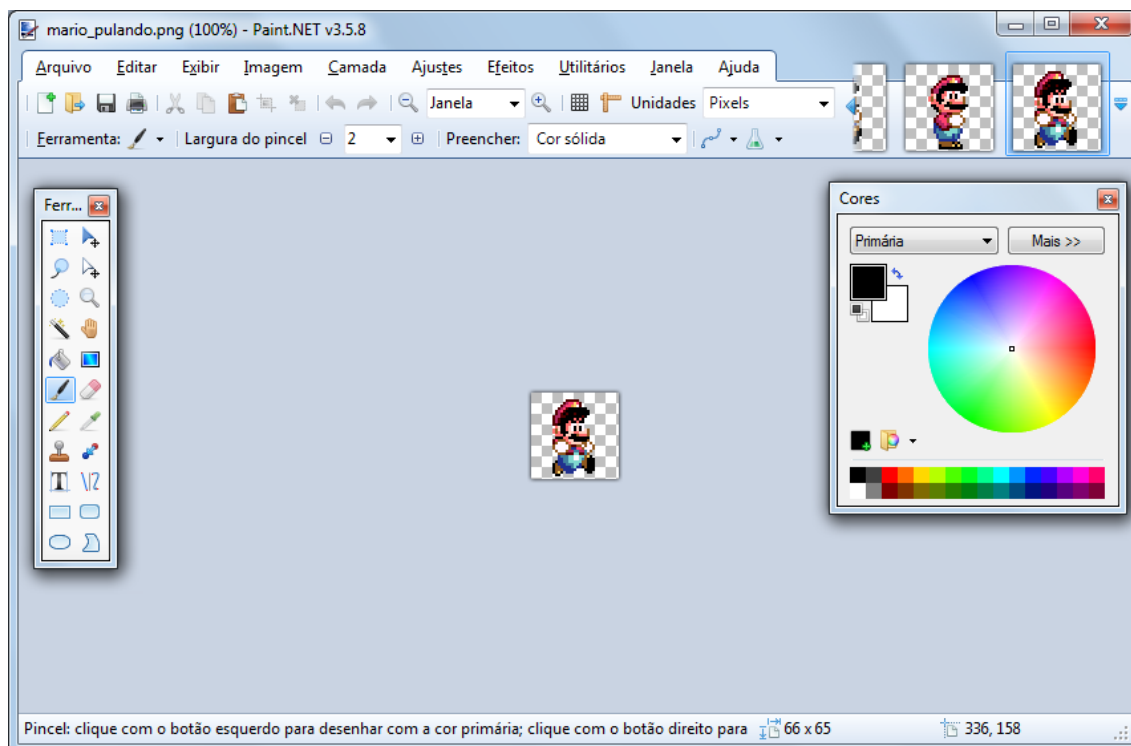 mario_pulando.png (100%) - Paint.NET v3.5.8
Arquivo Editar Exibir Imagem Camada Ajustes Efeitos Utilitários Janela Ajuda
Janela Unidades Pixels
Ferramenta: Largura do pincel 2 Preencher: Cor sólida
Ferr...
Cores
Primária Mais >>
Pincel: clique com o botão esquerdo para desenhar com a cor primária; clique com o botão direito para 66 x 65 336, 158